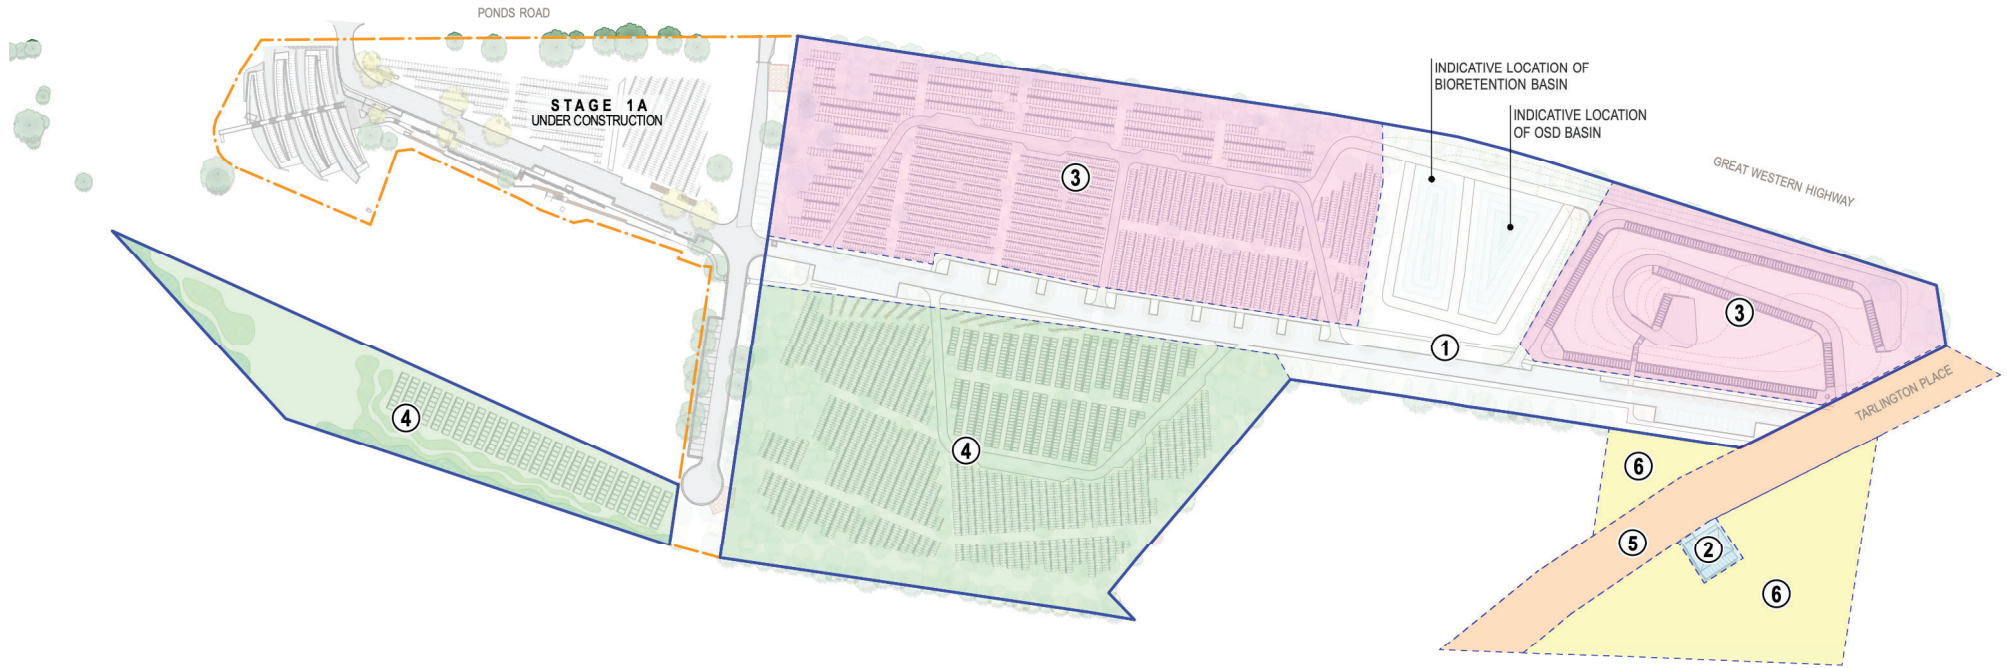 PONDS ROAD
STAGE 1A
UNDER CONSTRUCTION
INDICATIVE LOCATION OF
BIORETENTION BASIN
INDICATIVE LOCATION
OF OSD BASIN
GREAT WESTERN HIGHWAY
3
3
1
TARLINGTON PLACE
4
4
6
5
2
6